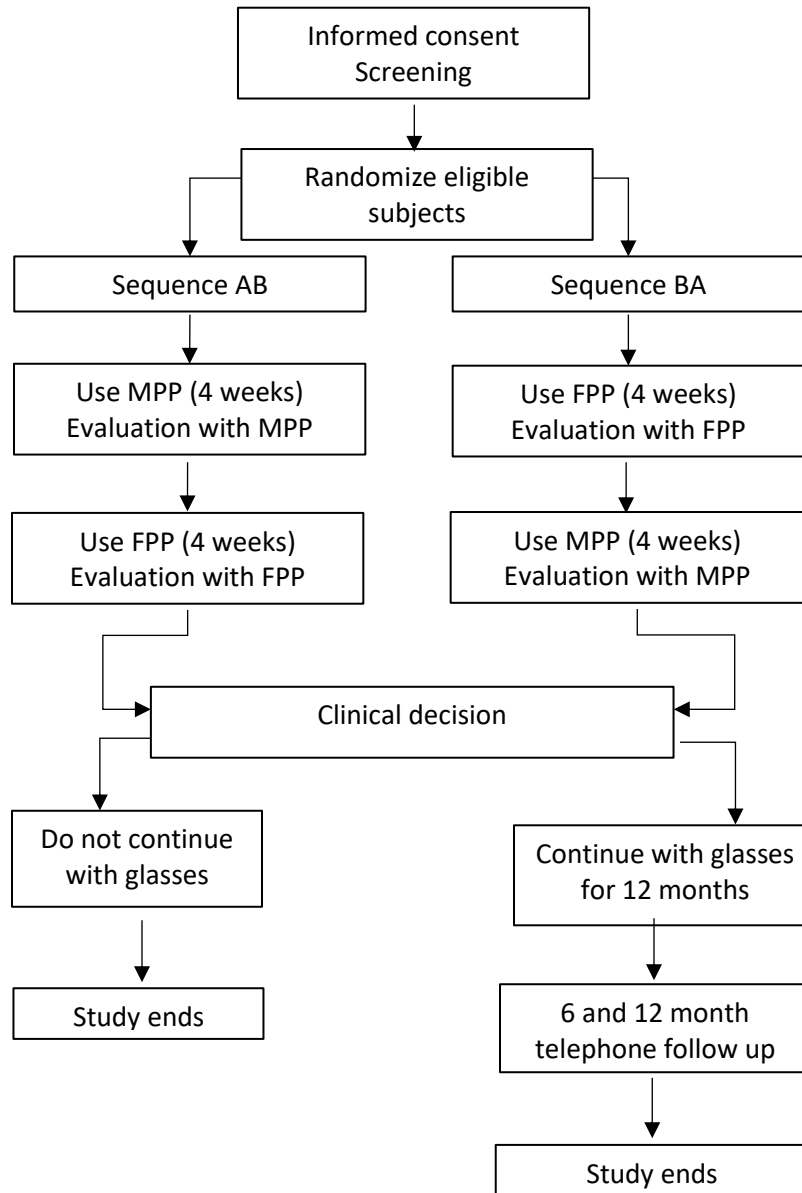 Informed consent
Screening
Randomize eligible
subjects
Sequence AB
Sequence BA
Use MPP (4 weeks)
Evaluation with MPP
Use FPP (4 weeks)
Evaluation with FPP
Use FPP (4 weeks)
Evaluation with FPP
Use MPP (4 weeks)
Evaluation with MPP
Clinical decision
Do not continue
with glasses
Continue with glasses
for 12 months
Study ends
6 and 12 month
telephone follow up
Study ends